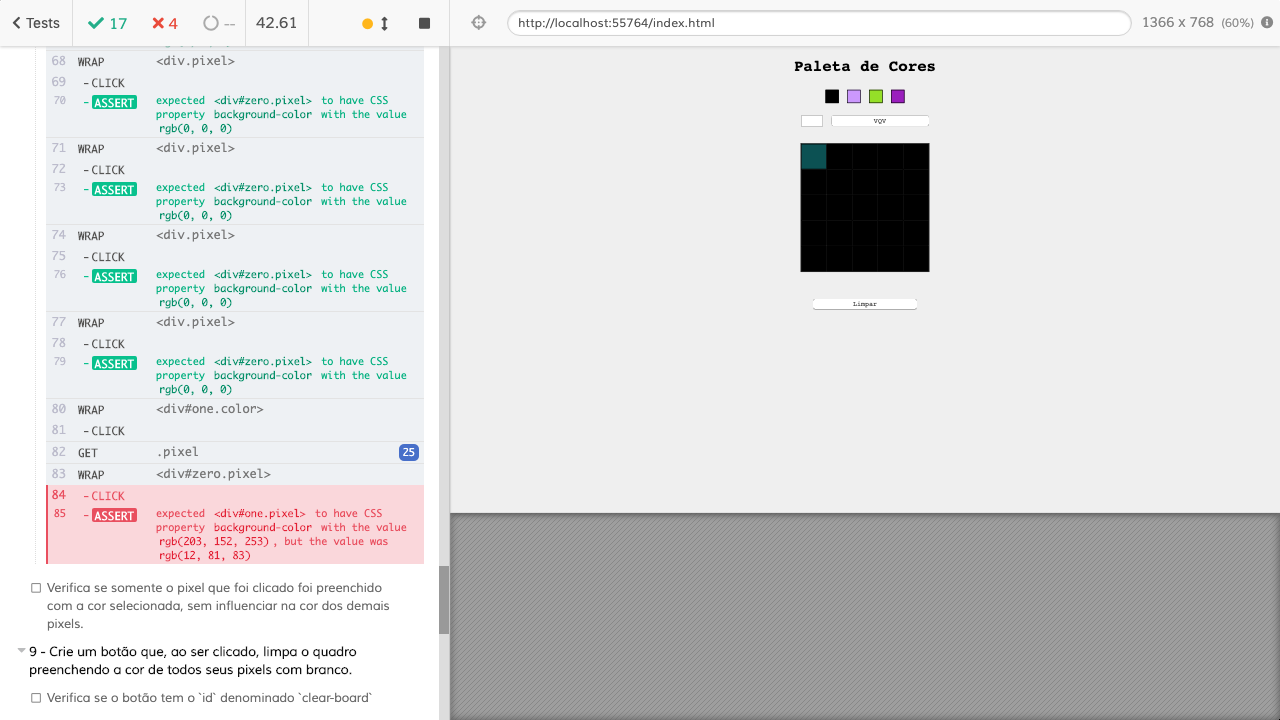 Tests
17
4
--
42.61
http://localhost:55764/index.html
1366 x 768 (60%)
68 WRAP <div.pixel>
69 -CLICK
70 -ASSERT expected <div#zero.pixel> to have CSS
property background-color with the value
rgb(0, 0, 0)
71 WRAP <div.pixel>
72 -CLICK
73 -ASSERT expected <div#zero.pixel> to have CSS
property background-color with the value
rgb(0, 0, 0)
74 WRAP <div.pixel>
75 -CLICK
76 -ASSERT expected <div#zero.pixel> to have CSS
property background-color with the value
rgb(0, 0, 0)
77 WRAP <div.pixel>
78 -CLICK
79 -ASSERT expected <div#zero.pixel> to have CSS
property background-color with the value
rgb(0, 0, 0)
80 WRAP <div#one.color>
81 -CLICK
82 GET .pixel 25
83 WRAP <div#zero.pixel>
84 -CLICK
85 -ASSERT expected <div#one.pixel> to have CSS
property background-color with the value
rgb(203, 152, 253), but the value was
rgb(12, 81, 83)
Verifica se somente o pixel que foi clicado foi preenchido
com a cor selecionada, sem influenciar na cor dos demais
pixels.
9 - Crie um botão que, ao ser clicado, limpa o quadro
preenchendo a cor de todos seus pixels com branco.
Verifica se o botão tem o `id` denominado `clear-board`
Paleta de Cores
VQV
Limpar